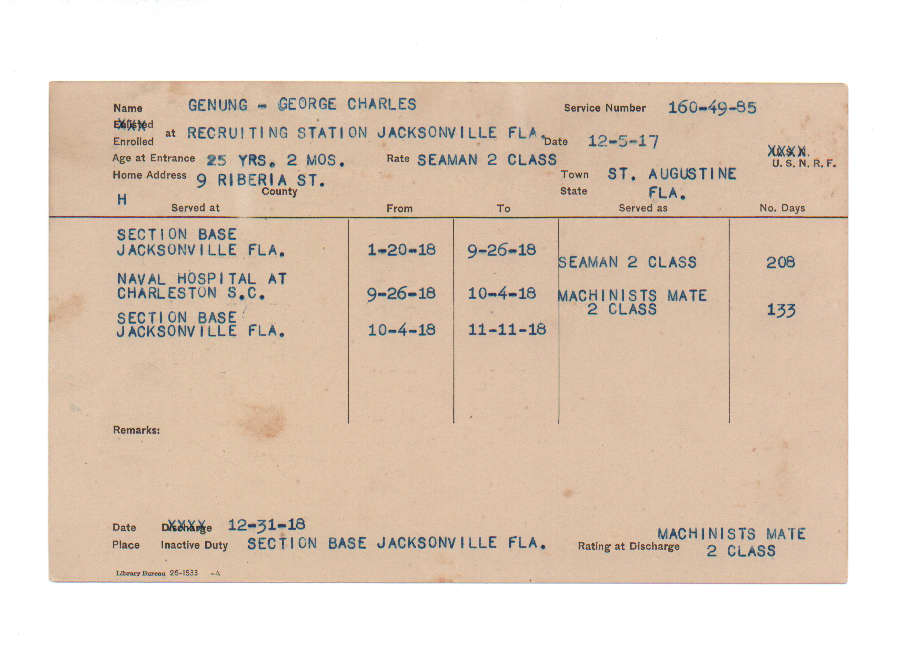 Name GENUNG - GEORGE CHARLES Service Number 160-49-85
Enlisted
Enrolled at RECRUITING STATION JACKSONVILLE FLA. Date 12-5-17
Age at Entrance 25 YRS. 2 MOS. Rate SEAMAN 2 CLASS XXXX. U. S. N. R. F.
Home Address 9 RIBERIA ST. Town ST. AUGUSTINE
H County State FLA.
Served at From To Served as No. Days
SECTION BASE
JACKSONVILLE FLA. 1-20-18 9-26-18
SEAMAN 2 CLASS 208
NAVAL HOSPITAL AT
CHARLESTON S.C. 9-26-18 10-4-18 MACHINISTS MATE
2 CLASS 133
SECTION BASE
JACKSONVILLE FLA. 10-4-18 11-11-18
Remarks:
Date Discharge 12-31-18
Place Inactive Duty SECTION BASE JACKSONVILLE FLA. Rating at Discharge MACHINISTS MATE
2 CLASS
Library Bureau 26-1533 -A